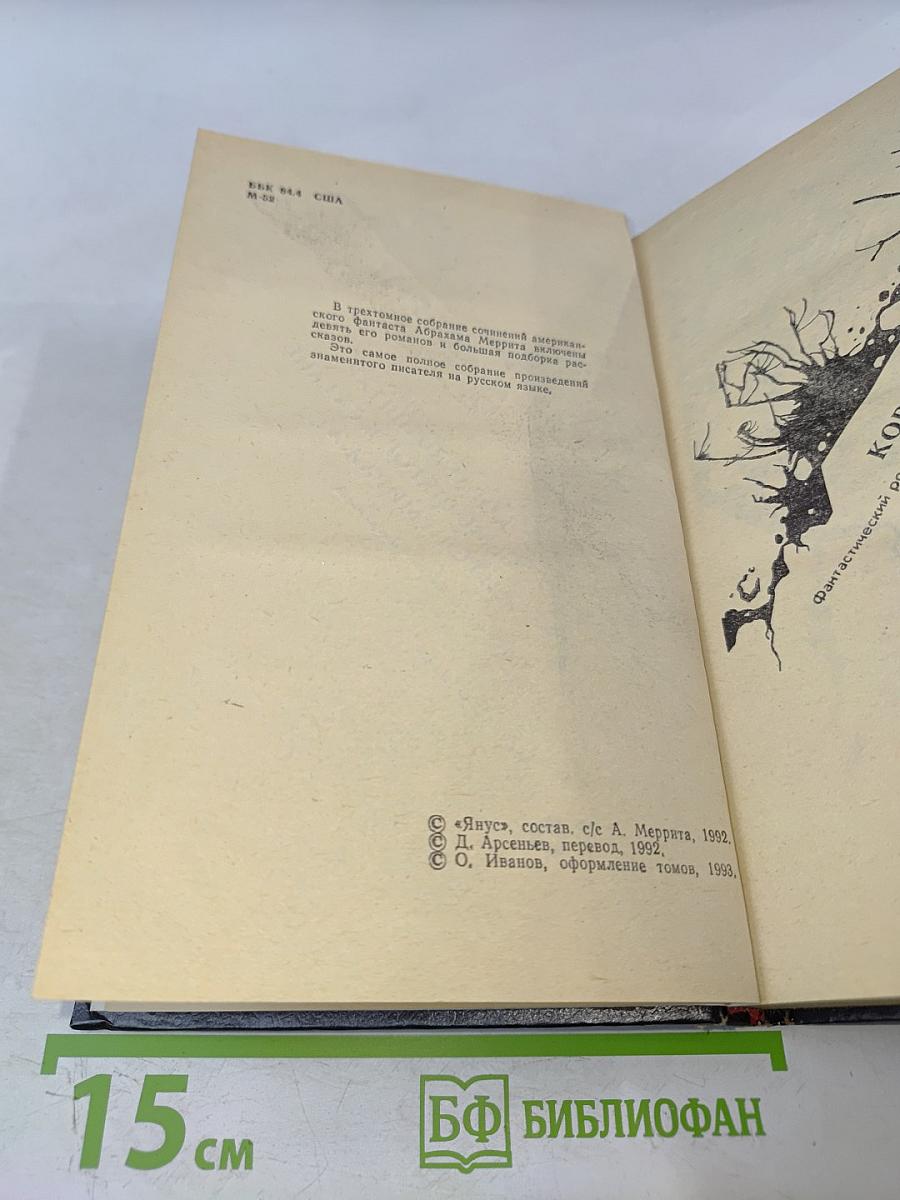 ББК 84.4 США
М-52
В трехтомное собрание сочинений американ-
ского фантаста Абрахама Меррита включены
девять его романов и большая подборка рас-
сказов.
Это самое полное собрание произведений
знаменитого писателя на русском языке.
© «Янус», состав. с/с А. Меррита, 1992.
© Д. Арсеньев, перевод, 1992.
© О. Иванов, оформление томов, 1993.
КОР
Фантастический ро
15 см
БФ БИБЛИОФАН